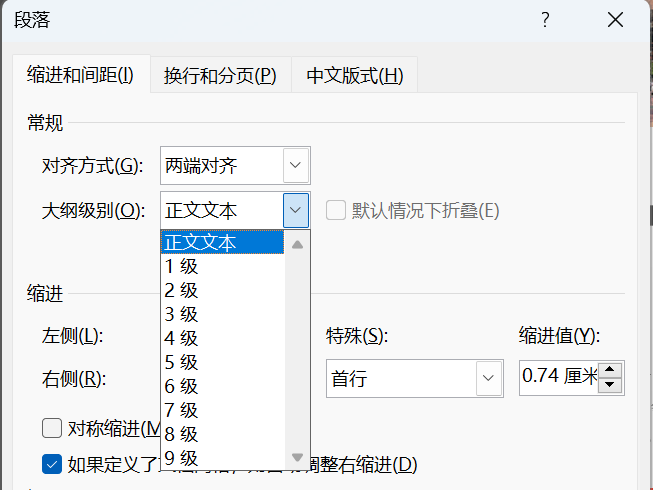 段落 ?
缩进和间距(I) 换行和分页(P) 中文版式(H)
常规
对齐方式(G): 两端对齐
大纲级别(O): 正文文本 默认情况下折叠(E)
正文文本
1 级
2 级
3 级
4 级
5 级
6 级
7 级
8 级
9 级
缩进
左侧(L): 特殊(S): 缩进值(Y):
右侧(R): 首行 0.74 厘米
对称缩进(M
如果定义了 调整右缩进(D)